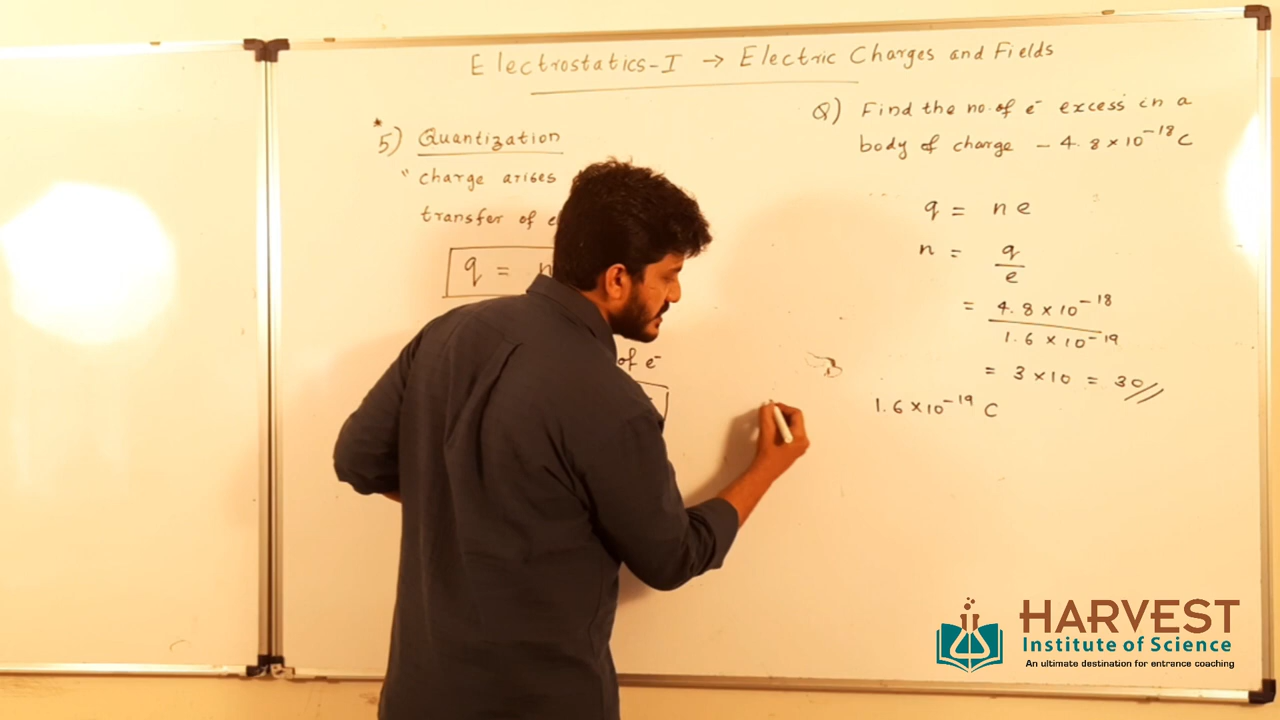 Electrostatics-I → Electric Charges and Fields
* 5) Quantization
" charge arises
transfer of e
q = n
of e⁻
Q) Find the no. of e⁻ excess in a
body of charge - 4.8 × 10⁻¹⁸ C
q = ne
n = q/e
= 4.8 × 10⁻¹⁸
1.6 × 10⁻¹⁹
= 3 × 10 = 30//
1.6 × 10⁻¹⁹ C
HARVEST
Institute of Science
An ultimate destination for entrance coaching